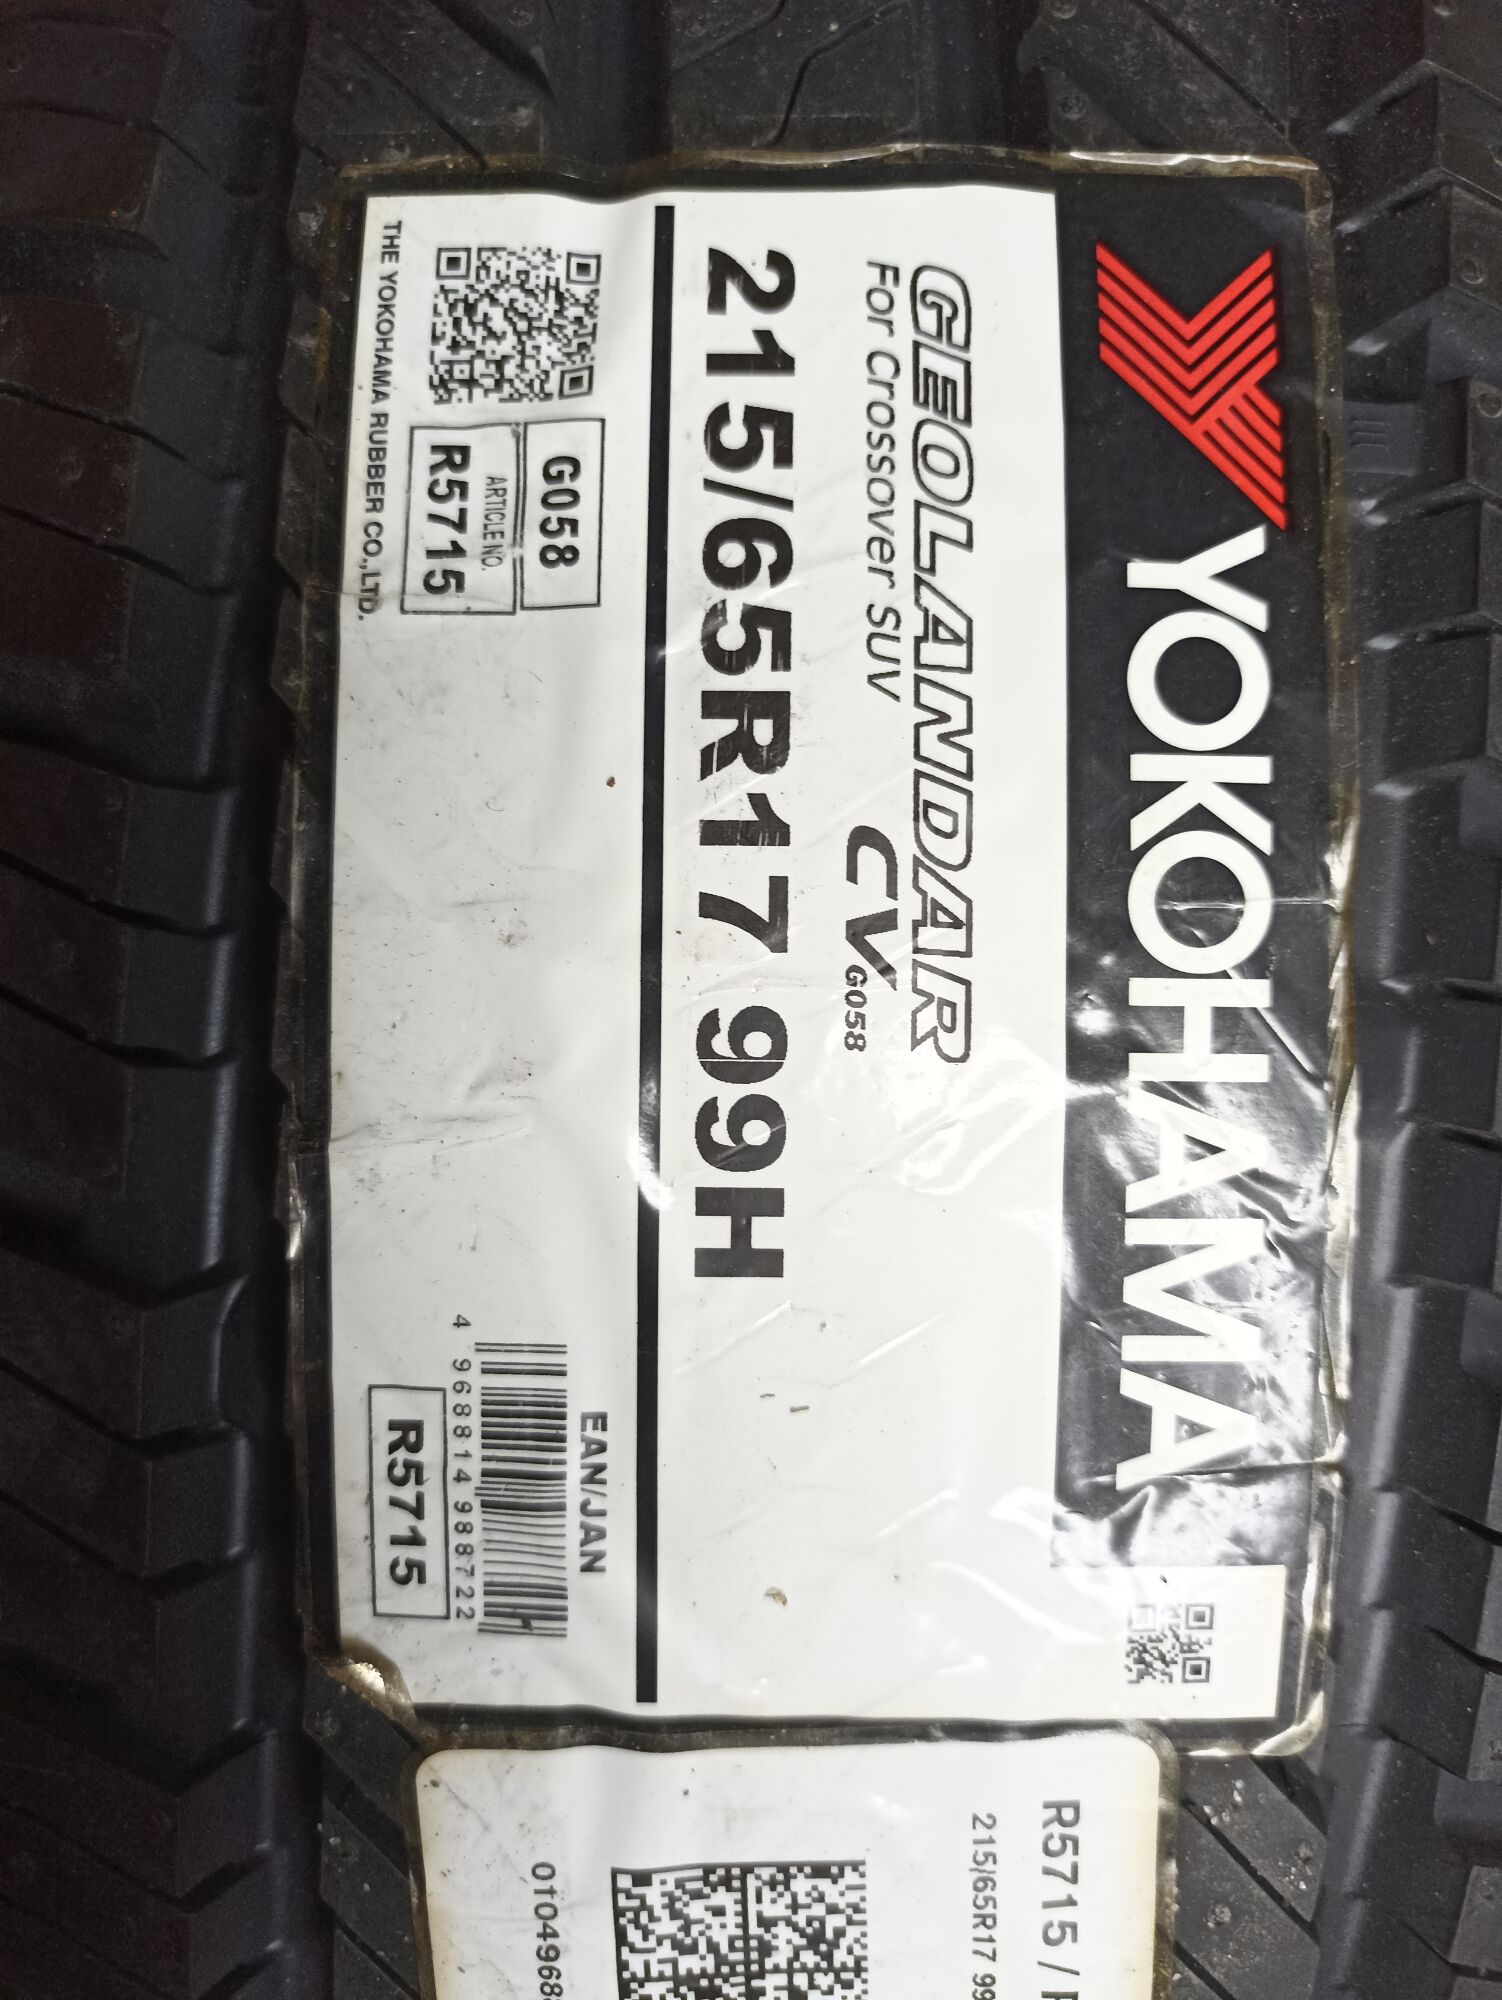 YOKOHAMA
GEOLANDAR
For Crossover SUV CV G058
215/65R17 99H
G058
ARTICLE NO.
R5715
THE YOKOHAMA RUBBER CO.,LTD.
EAN/JAN
4 968814 988722
R5715
R5715 /
215/65R17 99